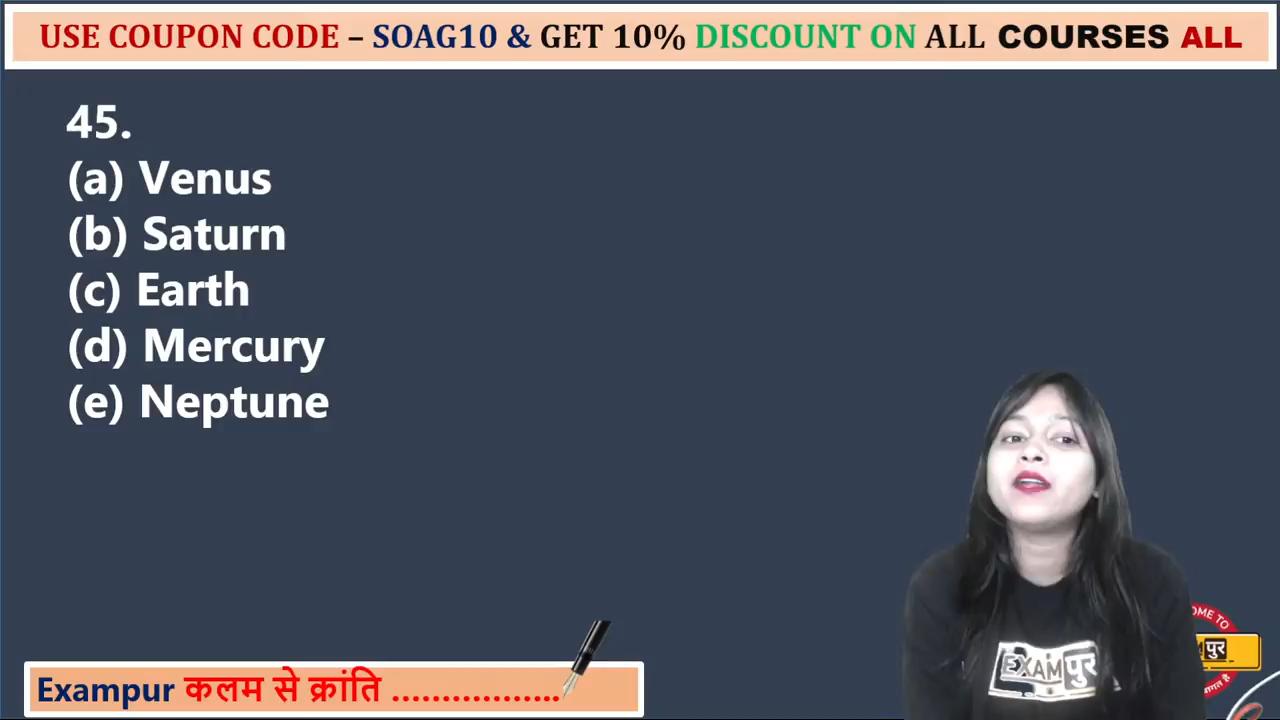 USE COUPON CODE – SOAG10 & GET 10% DISCOUNT ON ALL COURSES ALL
45.
(a) Venus
(b) Saturn
(c) Earth
(d) Mercury
(e) Neptune
EXAMपुर
पुर
Exampur कलम से क्रांति .................